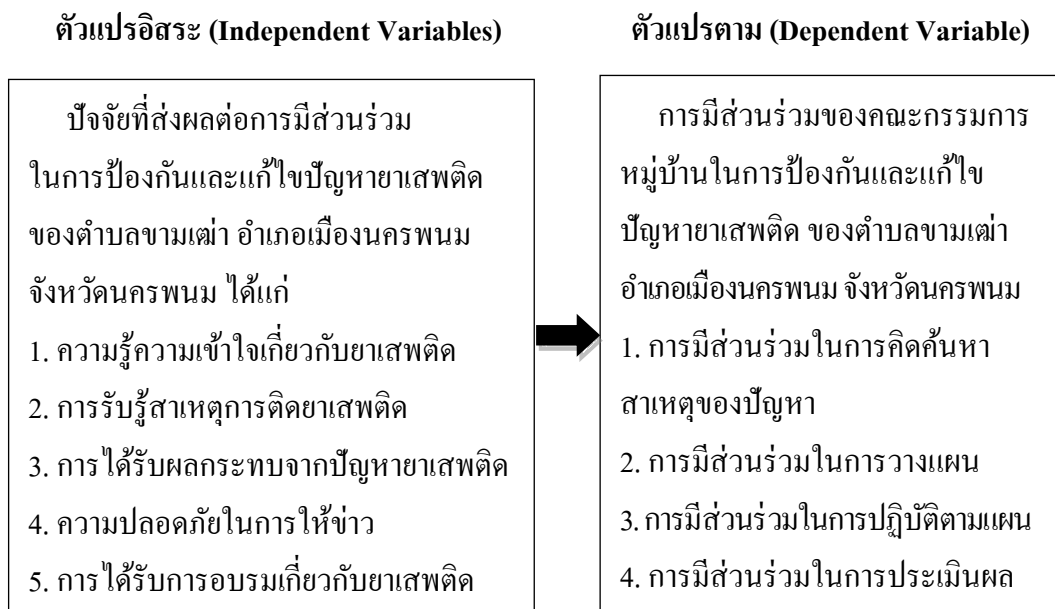 ตัวแปรอิสระ (Independent Variables)
ปัจจัยที่ส่งผลต่อการมีส่วนร่วม
ในการป้องกันและแก้ไขปัญหายาเสพติด
ของตำบลขามเฒ่า อำเภอเมืองนครพนม
จังหวัดนครพนม ได้แก่
1. ความรู้ความเข้าใจเกี่ยวกับยาเสพติด
2. การรับรู้สาเหตุการติดยาเสพติด
3. การได้รับผลกระทบจากปัญหายาเสพติด
4. ความปลอดภัยในการให้ข่าว
5. การได้รับการอบรมเกี่ยวกับยาเสพติด
ตัวแปรตาม (Dependent Variable)
การมีส่วนร่วมของคณะกรรมการ
หมู่บ้านในการป้องกันและแก้ไข
ปัญหายาเสพติด ของตำบลขามเฒ่า
อำเภอเมืองนครพนม จังหวัดนครพนม
1. การมีส่วนร่วมในการคิดค้นหา
สาเหตุของปัญหา
2. การมีส่วนร่วมในการวางแผน
3. การมีส่วนร่วมในการปฏิบัติตามแผน
4. การมีส่วนร่วมในการประเมินผล